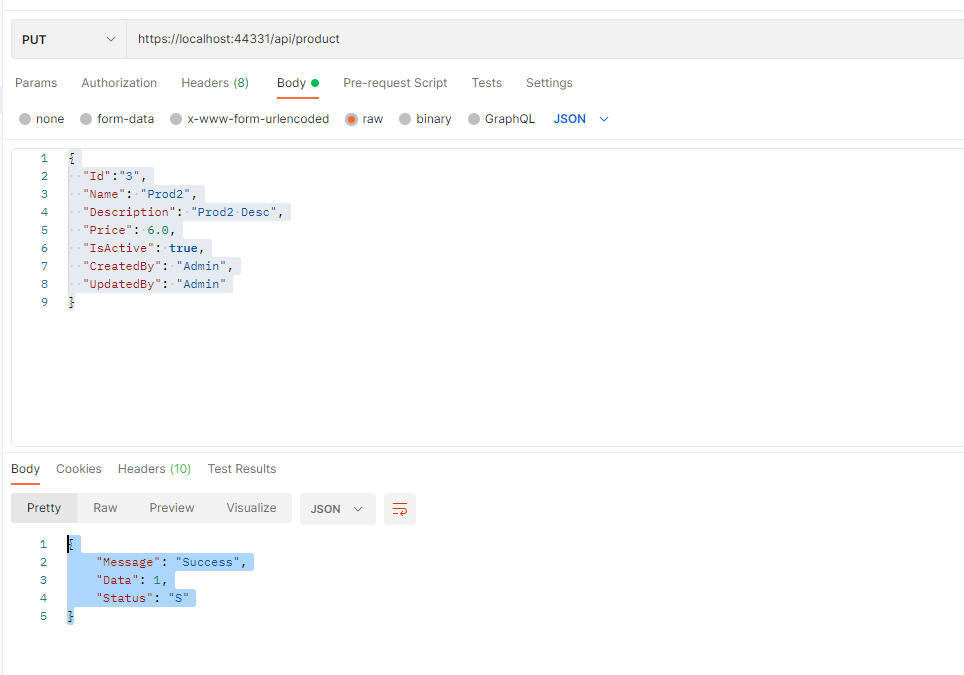 PUT https://localhost:44331/api/product
Params Authorization Headers (8) Body Pre-request Script Tests Settings
none form-data x-www-form-urlencoded raw binary GraphQL JSON
1 {
2 "Id":"3",
3 "Name": "Prod2",
4 "Description": "Prod2 Desc",
5 "Price": 6.0,
6 "IsActive": true,
7 "CreatedBy": "Admin",
8 "UpdatedBy": "Admin"
9 }
Body Cookies Headers (10) Test Results
Pretty Raw Preview Visualize JSON
1 {
2 "Message": "Success",
3 "Data": 1,
4 "Status": "S"
5 }